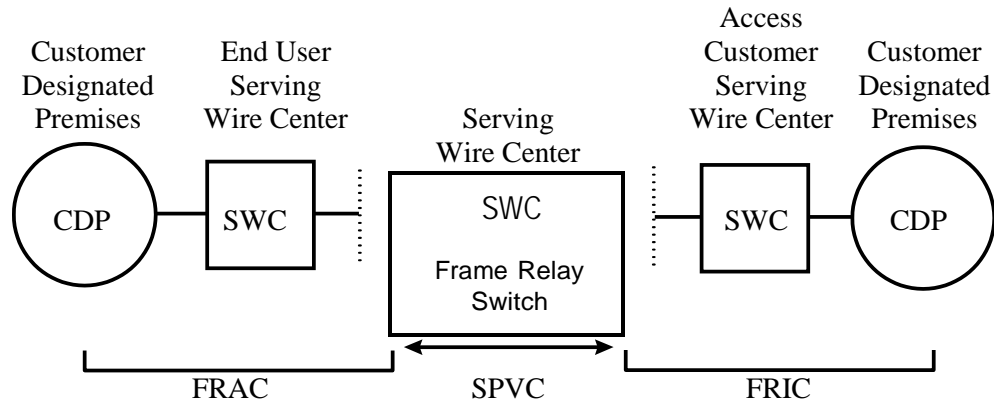 Customer
Designated
Premises
End User
Serving
Wire Center
Serving
Wire Center
Access
Customer
Serving
Wire Center
Customer
Designated
Premises
CDP
SWC
SWC
Frame Relay
Switch
SWC
CDP
FRAC
SPVC
FRIC